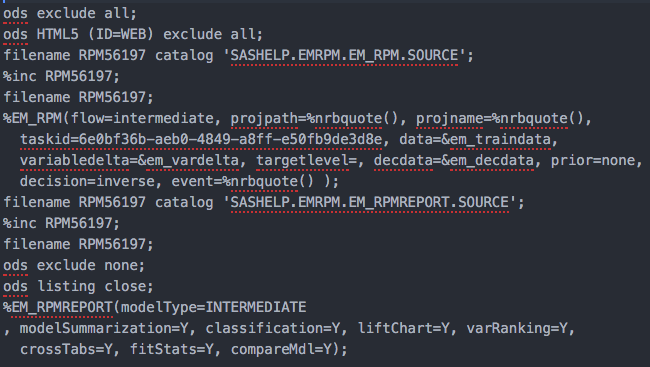 ods exclude all;
ods HTML5 (ID=WEB) exclude all;
filename RPM56197 catalog 'SASHELP.EMRPM.EM_RPM.SOURCE';
%inc RPM56197;
filename RPM56197;
%EM_RPM(flow=intermediate, projpath=%nrbquote(), projname=%nrbquote(),
taskid=6e0bf36b-aeb0-4849-a8ff-e50fb9de3d8e, data=&em_traindata,
variabledelta=&em_vardelta, targetlevel=, decdata=&em_decdata, prior=none,
decision=inverse, event=%nrbquote() );
filename RPM56197 catalog 'SASHELP.EMRPM.EM_RPMREPORT.SOURCE';
%inc RPM56197;
filename RPM56197;
ods exclude none;
ods listing close;
%EM_RPMREPORT(modelType=INTERMEDIATE
, modelSummarization=Y, classification=Y, liftChart=Y, varRanking=Y,
crossTabs=Y, fitStats=Y, compareMdl=Y);